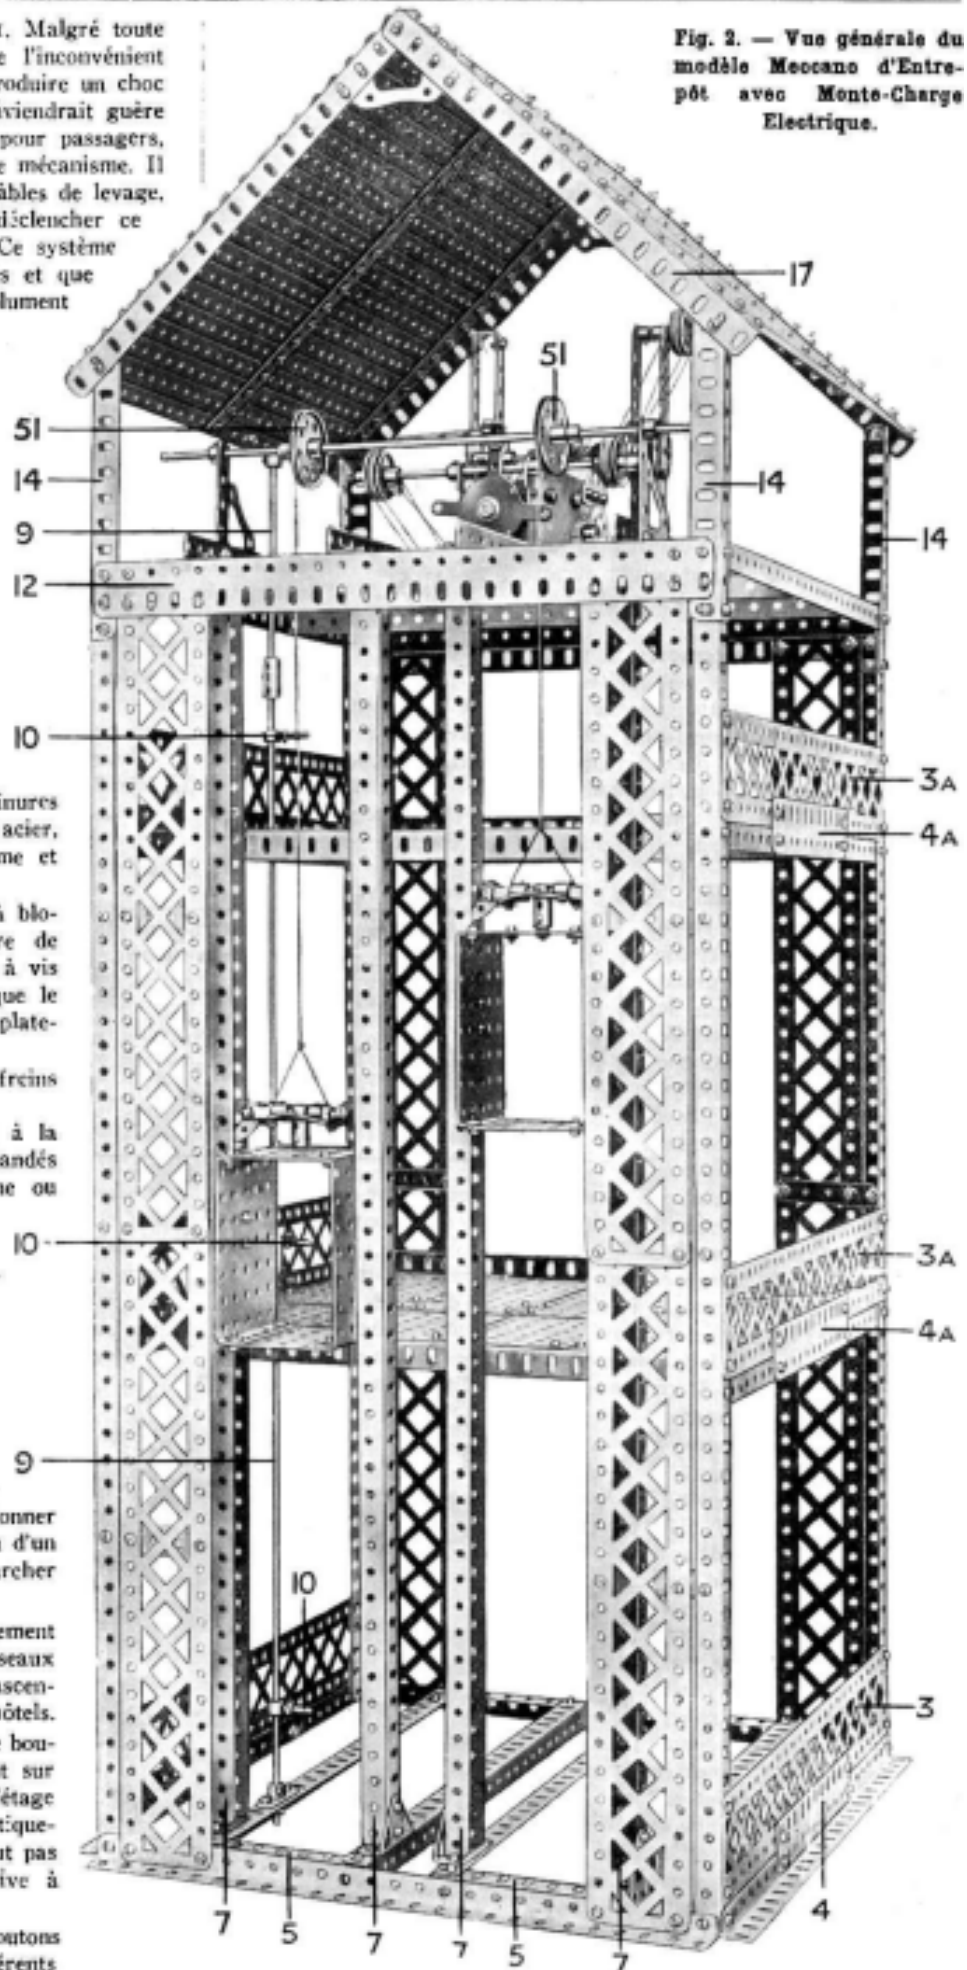 t. Malgré toute
l'inconvénient
produire un choc
viendrait guère
pour passagers,
e mécanisme. Il
âbles de levage,
déclencher ce
Ce système
s et que
lument
Fig. 2. — Vue générale du
modèle Meccano d'Entre-
pôt avec Monte-Charge
Electrique.
17
51
51
14
14
9
14
12
10
3A
4A
inures
acier,
me et
à blo-
re de
à vis
que le
plate-
freins
à la
andés
ne ou
10
3A
4A
9
onner
d'un
rcher
10
ement
seaux
ascen-
hôtels.
bou-
t sur
étage
tique-
ut pas
ive à
3
4
7
5
7
7
5
7
outons
érents